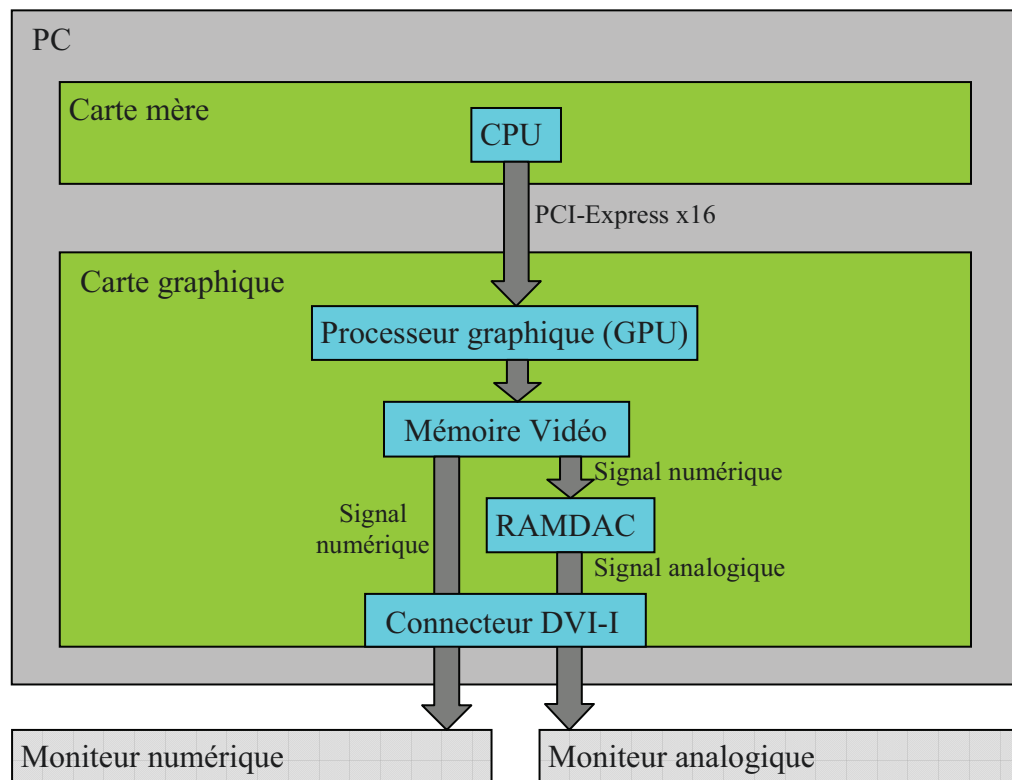 PC
Carte mère
CPU
PCI-Express x16
Carte graphique
Processeur graphique (GPU)
Mémoire Vidéo
Signal numérique
Signal
numérique
RAMDAC
Signal analogique
Connecteur DVI-I
Moniteur numérique
Moniteur analogique